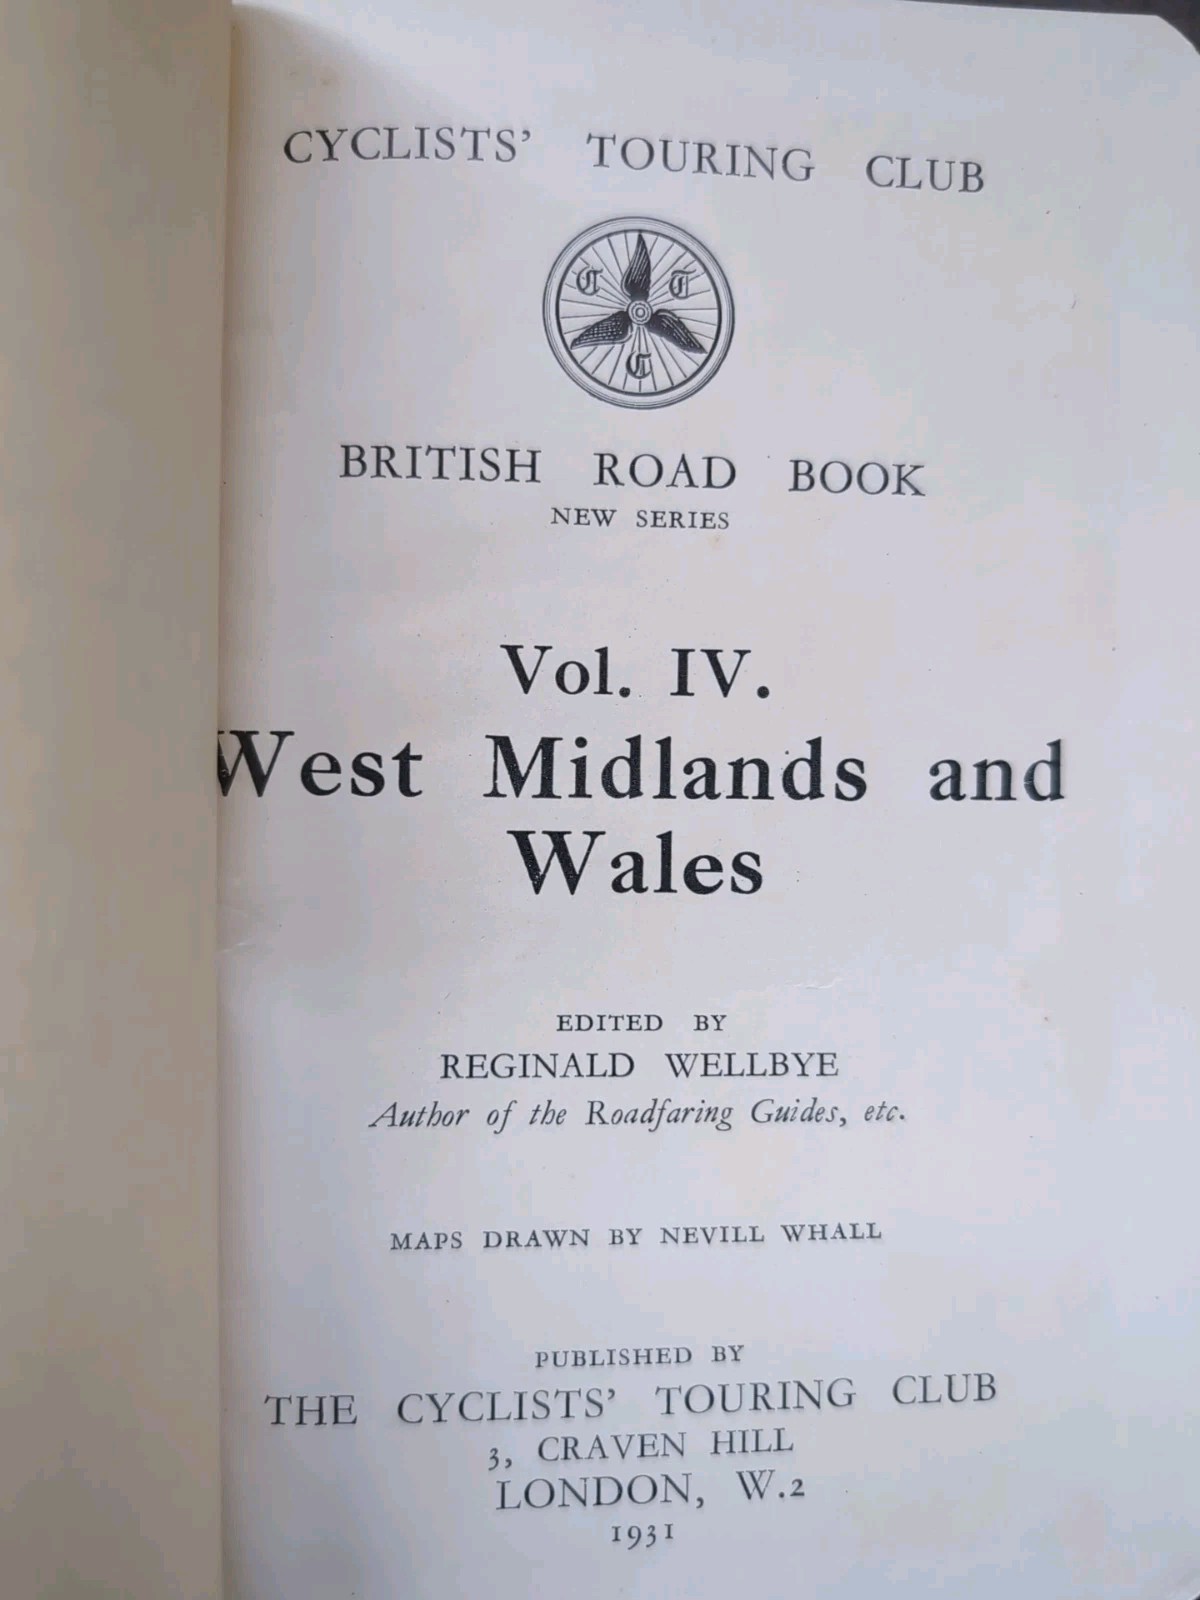 CYCLISTS' TOURING CLUB
C T
C
BRITISH ROAD BOOK
NEW SERIES
Vol. IV.
West Midlands and
Wales
EDITED BY
REGINALD WELLBYE
Author of the Roadfaring Guides, etc.
MAPS DRAWN BY NEVILL WHALL
PUBLISHED BY
THE CYCLISTS' TOURING CLUB
3, CRAVEN HILL
LONDON, W.2
1931